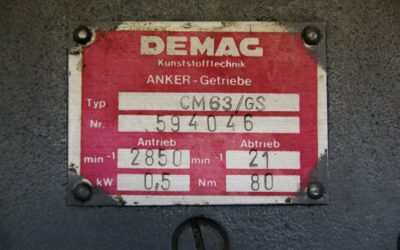 DEMAG
Kunststofftechnik
ANKER-Getriebe
Typ CM63/GS
Nr. 594046
Antrieb Abtrieb
min⁻¹ 2850 min⁻¹ 21
kW 0,5 Nm 80